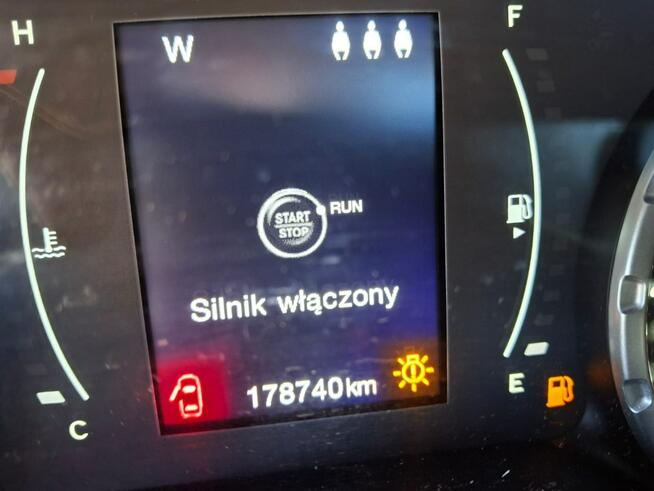 H
F
W
START
STOP
RUN
Silnik włączony
178740km
C
E